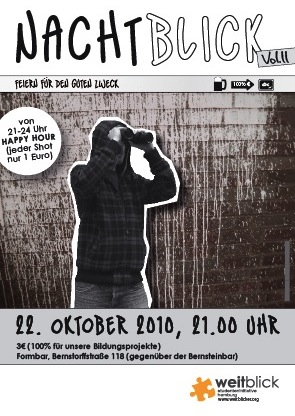 NACHTBLICK
Vol.II
FEIERN FÜR DEN GUTEN ZWECK
100%€
von
21-24 Uhr
HAPPY HOUR
(jeder Shot
nur 1 Euro)
22. OKTOBER 2010, 21.00 UHR
3€ (100% für unsere Bildungsprojekte)
Formbar, Bernstorffstraße 118 (gegenüber der Bernsteinbar)
weitblick
studenteninitiative
hamburg
www.weitblicker.org